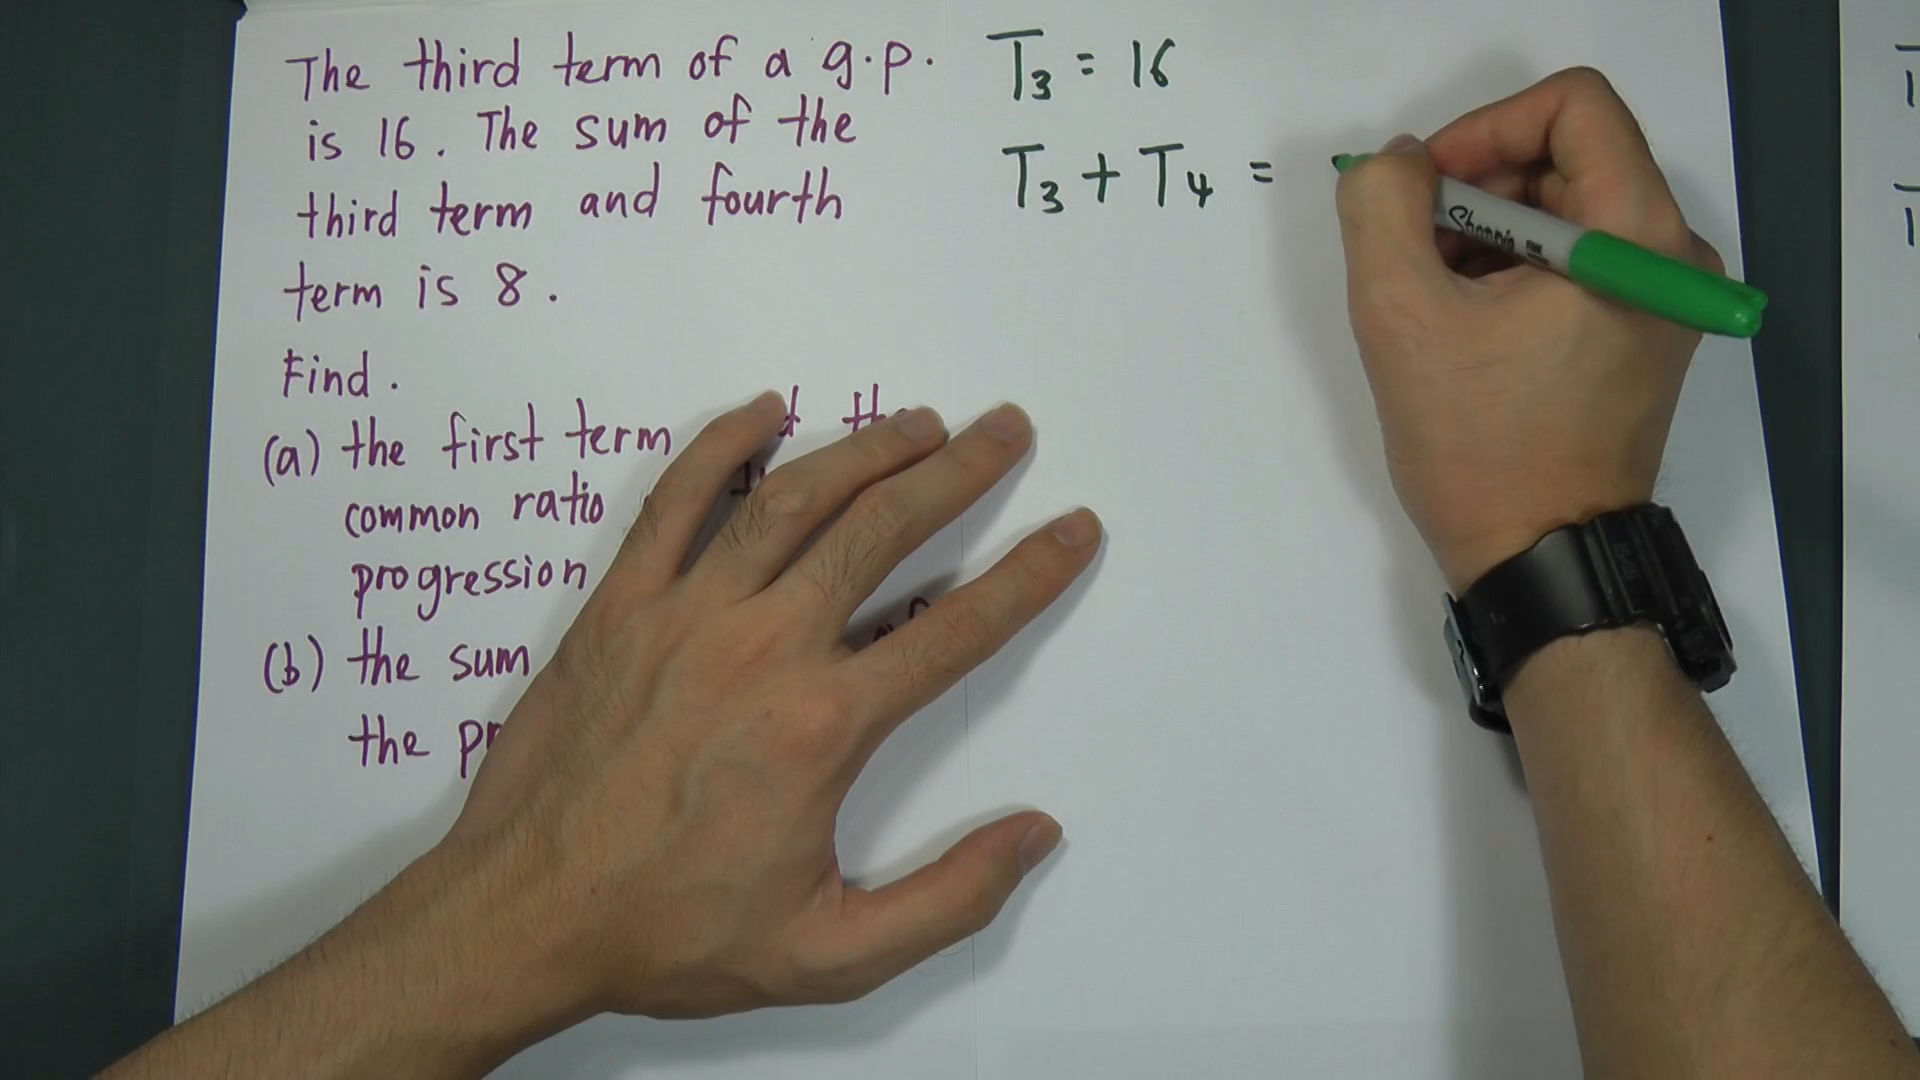 The third term of a g.p.
is 16. The sum of the
third term and fourth
term is 8.
Find.
(a) the first term
common ratio
progression
(b) the sum
the
T3 = 16
T3 + T4 =
Sharpie